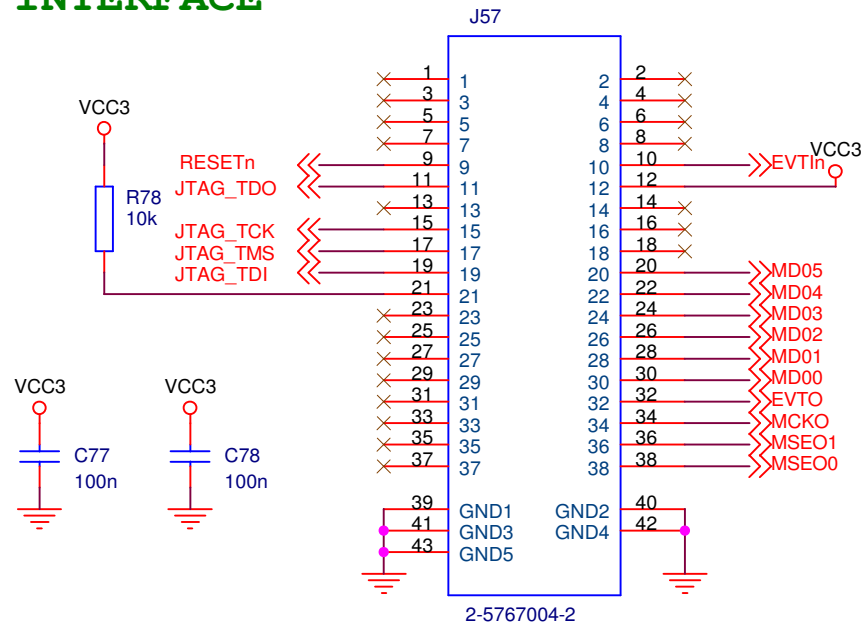 INTERFACE
J57
1 1 2 2
3 3 4 4
5 5 6 6
VCC3
7 7 8 8
VCC3
RESETn 9 9 10 10 EVTIn
JTAG_TDO 11 11 12 12
R78
10k
13 13 14 14
JTAG_TCK 15 15 16 16
JTAG_TMS 17 17 18 18
JTAG_TDI 19 19 20 20 MD05
21 21 22 22 MD04
23 23 24 24 MD03
25 25 26 26 MD02
27 27 28 28 MD01
VCC3 VCC3
29 29 30 30 MD00
31 31 32 32 EVTO
33 33 34 34 MCKO
35 35 36 36 MSEO1
C77 C78
37 37 38 38 MSEO0
100n 100n
39 GND1 GND2 40
41 GND3 GND4 42
43 GND5
2-5767004-2